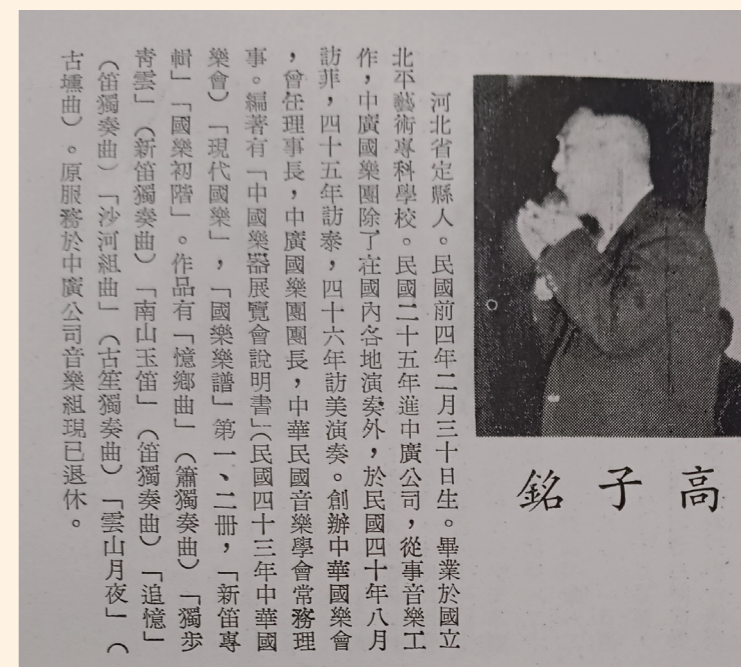 高子銘
河北省定縣人。民國前四年二月三十日生。畢業於國立
北平藝術專科學校。民國二十五年進中廣公司，從事音樂工
作，中廣國樂團除了在國內各地演奏外，於民國四十年八月
訪菲，四十五年訪泰，四十六年訪美演奏。創辦中華國樂會
，曾任理事長，中廣國樂團團長，中華民國音樂學會常務理
事。編著有「中國樂器展覽會說明書」（民國四十三年中華國
樂會）「現代國樂」，「國樂樂譜」第一、二冊，「新笛專
輯」「國樂初階」。作品有「憶鄉曲」（簫獨奏曲）「獨步
青雲」（新笛獨奏曲）「南山玉笛」（笛獨奏曲）「追憶」
（笛獨奏曲）「沙河組曲」（古笙獨奏曲）「雲山月夜」（
古壎曲）。原服務於中廣公司音樂組現已退休。